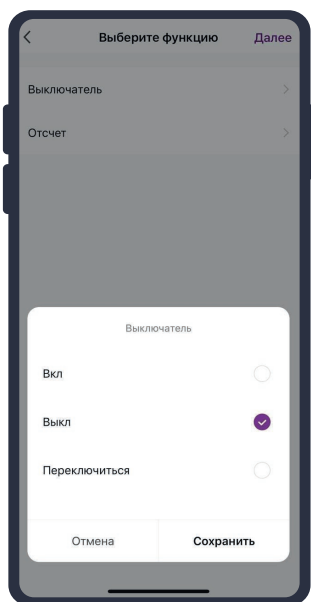 Выберите функцию Далее
Выключатель
Отсчет
Выключатель
Вкл
Выкл
Переключиться
Отмена Сохранить